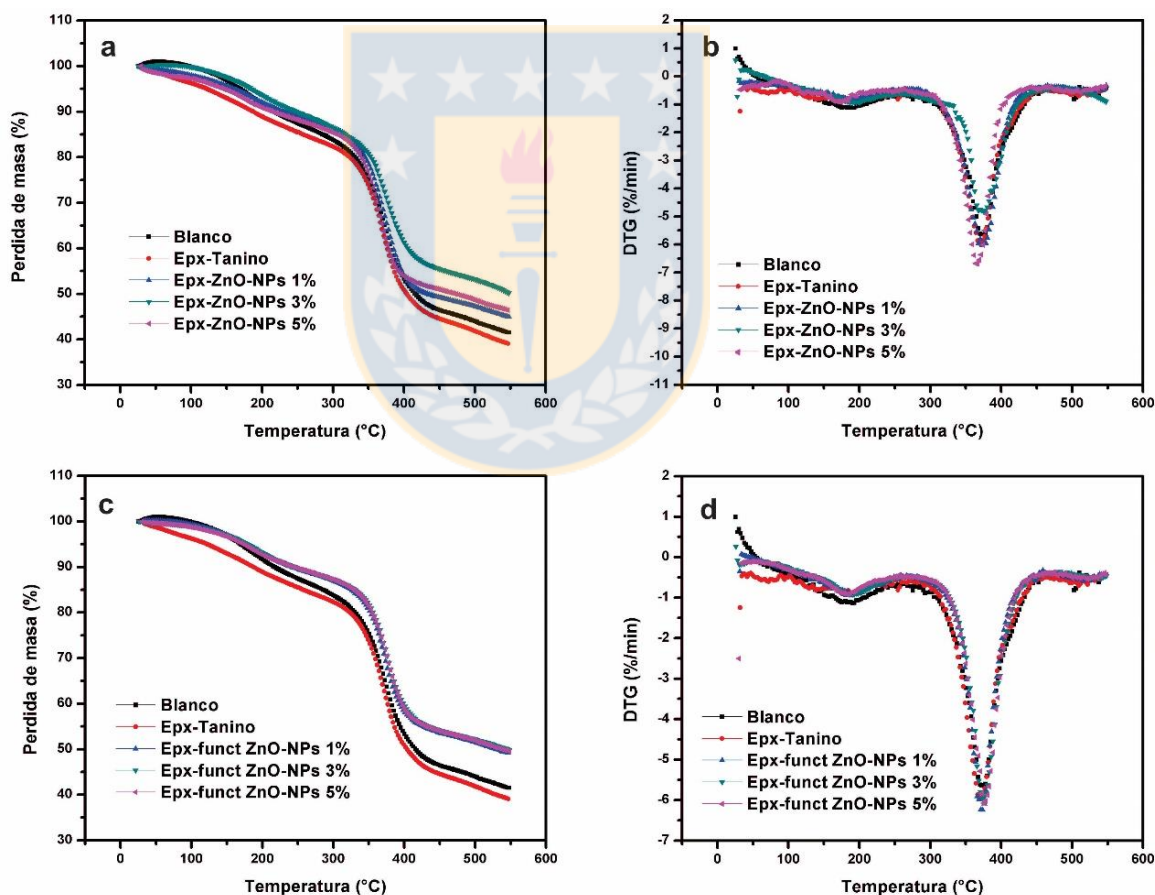 a
Perdida de masa (%)
110
100
90
80
70
60
50
40
30
Blanco
Epx-Tanino
Epx-ZnO-NPs 1%
Epx-ZnO-NPs 3%
Epx-ZnO-NPs 5%
0 100 200 300 400 500 600
Temperatura (°C)
b
DTG (%/min)
2
1
0
-1
-2
-3
-4
-5
-6
-7
-8
-9
-10
-11
Blanco
Epx-Tanino
Epx-ZnO-NPs 1%
Epx-ZnO-NPs 3%
Epx-ZnO-NPs 5%
0 100 200 300 400 500 600
Temperatura (°C)
c
Perdida de masa (%)
110
100
90
80
70
60
50
40
30
Blanco
Epx-Tanino
Epx-funct ZnO-NPs 1%
Epx-funct ZnO-NPs 3%
Epx-funct ZnO-NPs 5%
0 100 200 300 400 500 600
Temperatura (°C)
d
DTG (%/min)
2
1
0
-1
-2
-3
-4
-5
-6
-7
Blanco
Epx-Tanino
Epx-funct ZnO-NPs 1%
Epx-funct ZnO-NPs 3%
Epx-funct ZnO-NPs 5%
0 100 200 300 400 500 600
Temperatura (°C)